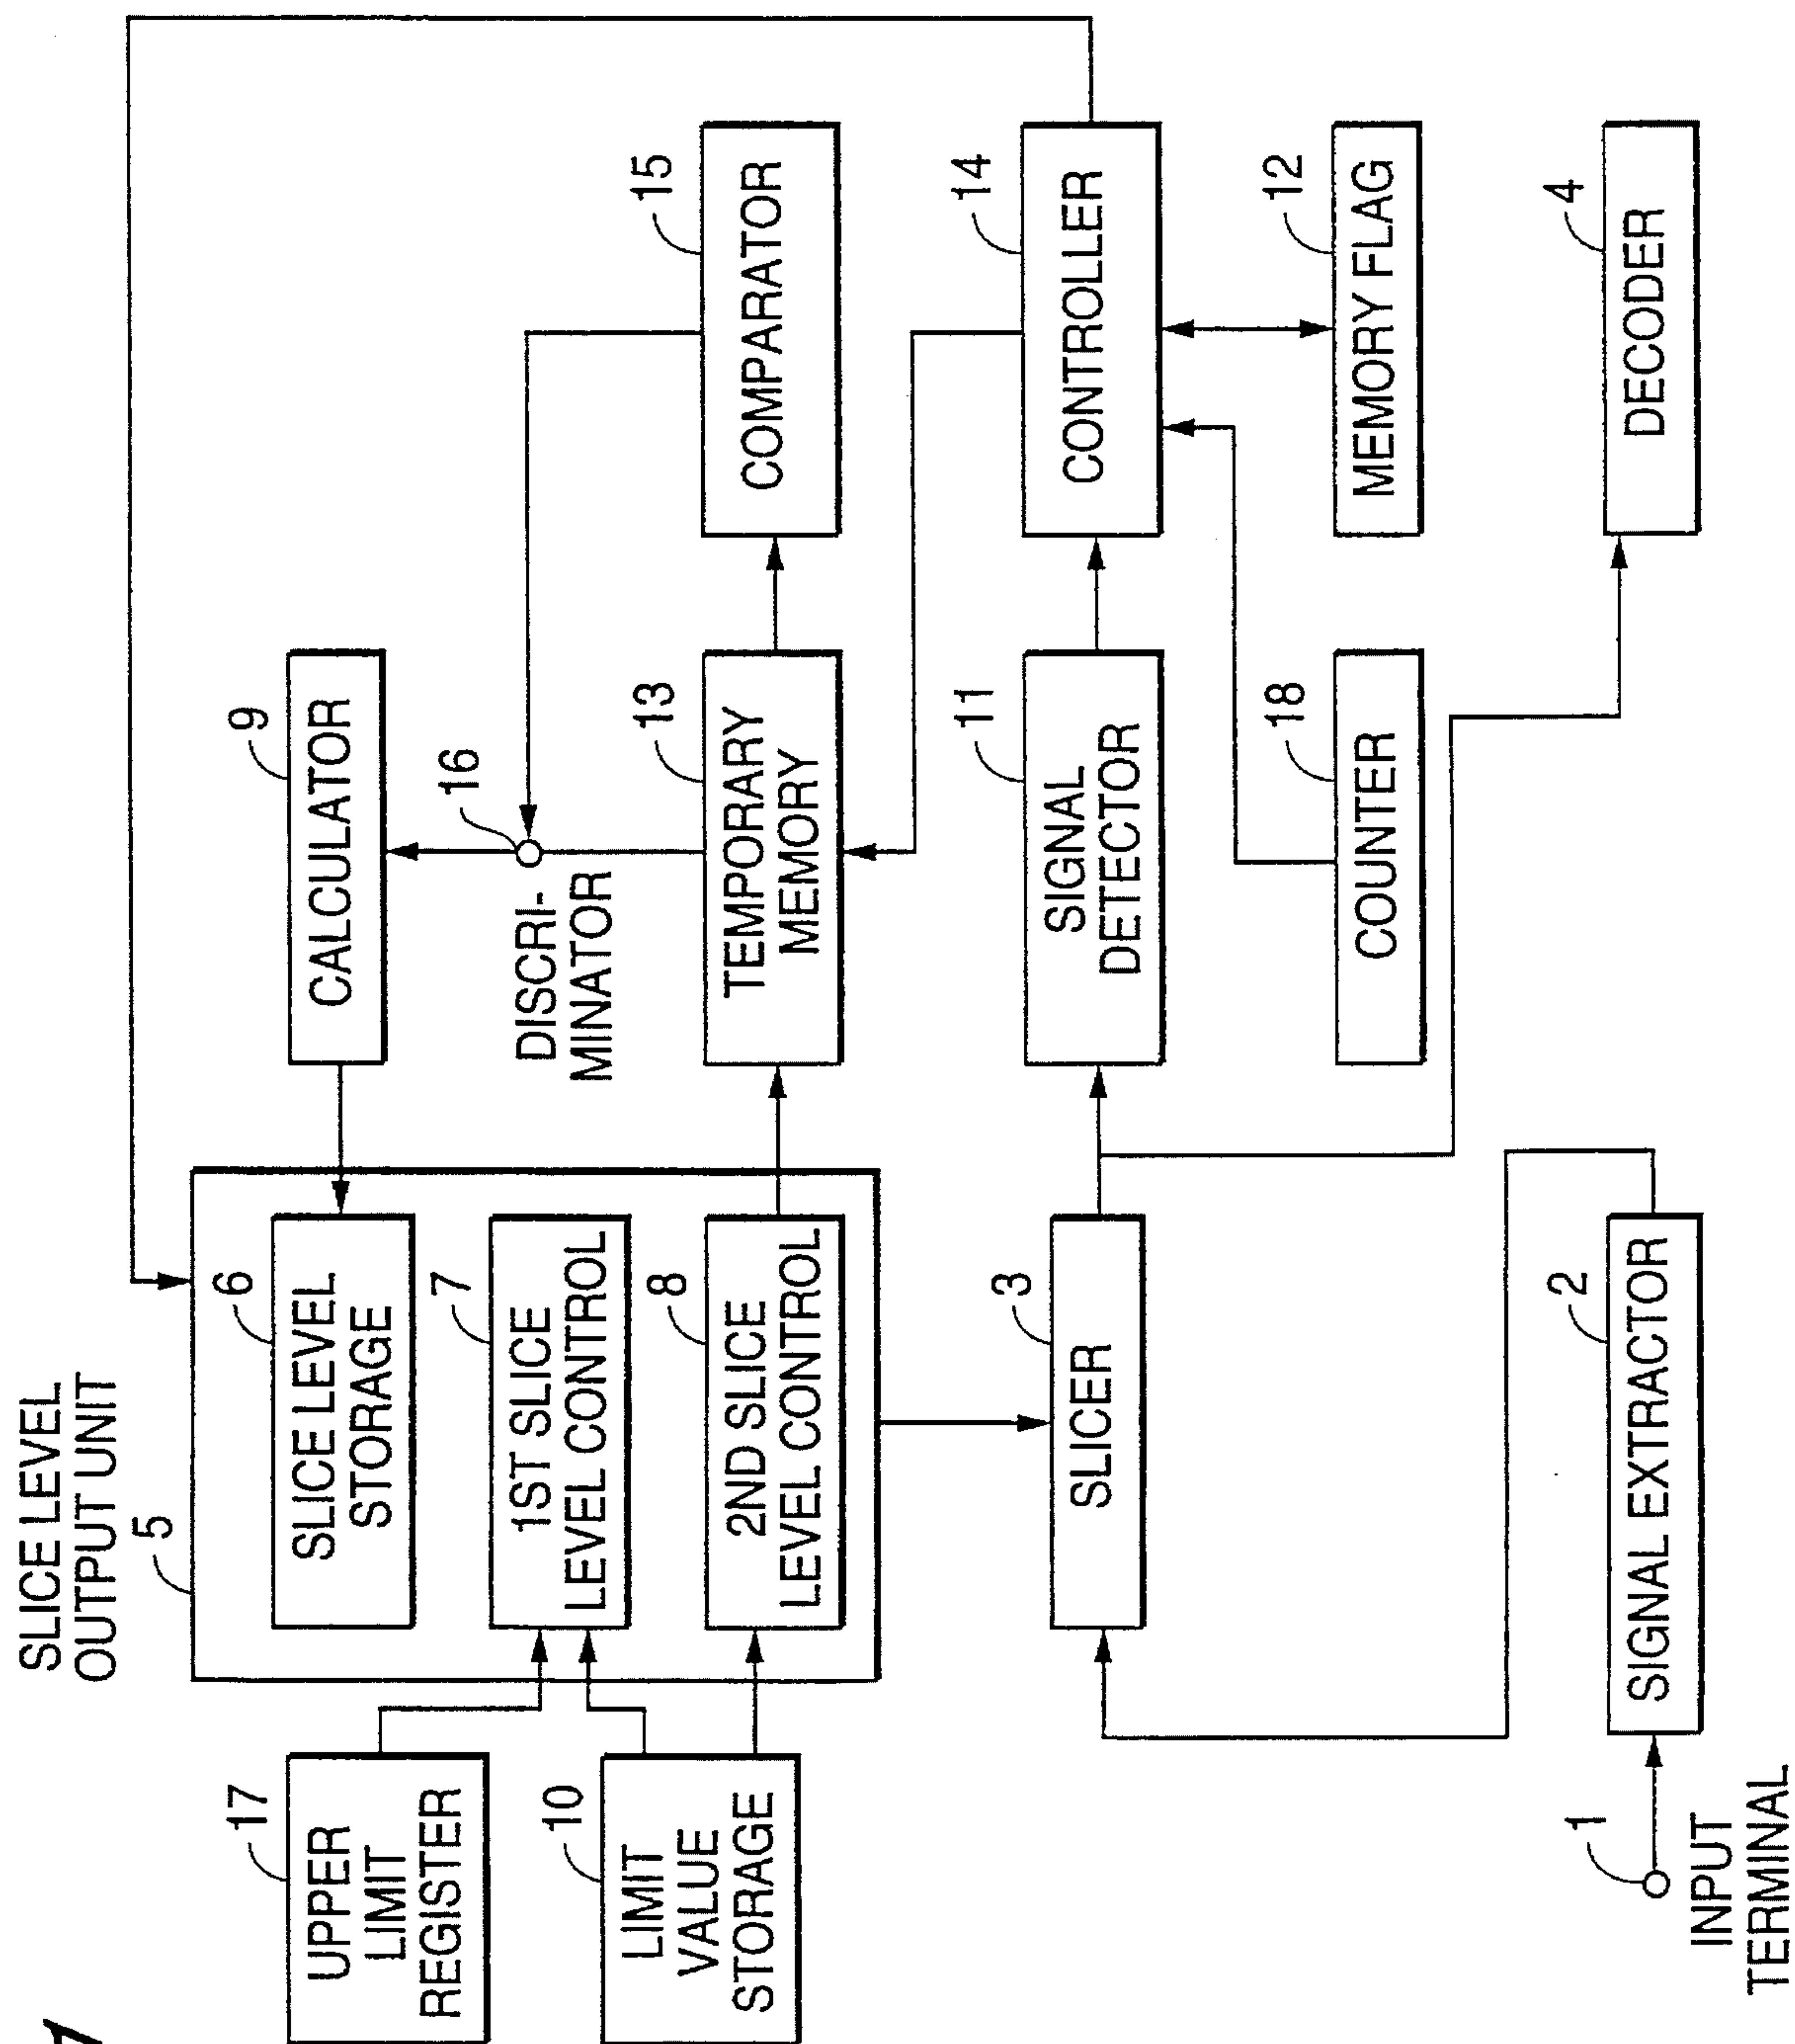 SLICE LEVEL
OUTPUT UNIT
5
17
UPPER
LIMIT
REGISTER
10
LIMIT
VALUE
STORAGE
6
SLICE LEVEL
STORAGE
7
1ST SLICE
LEVEL CONTROL
8
2ND SLICE
LEVEL CONTROL
9
CALCULATOR
16
DISCRI-
MINATOR
13
TEMPORARY
MEMORY
15
COMPARATOR
3
SLICER
11
SIGNAL
DETECTOR
14
CONTROLLER
18
COUNTER
12
MEMORY FLAG
1
INPUT
TERMINAL
2
SIGNAL EXTRACTOR
4
DECODER